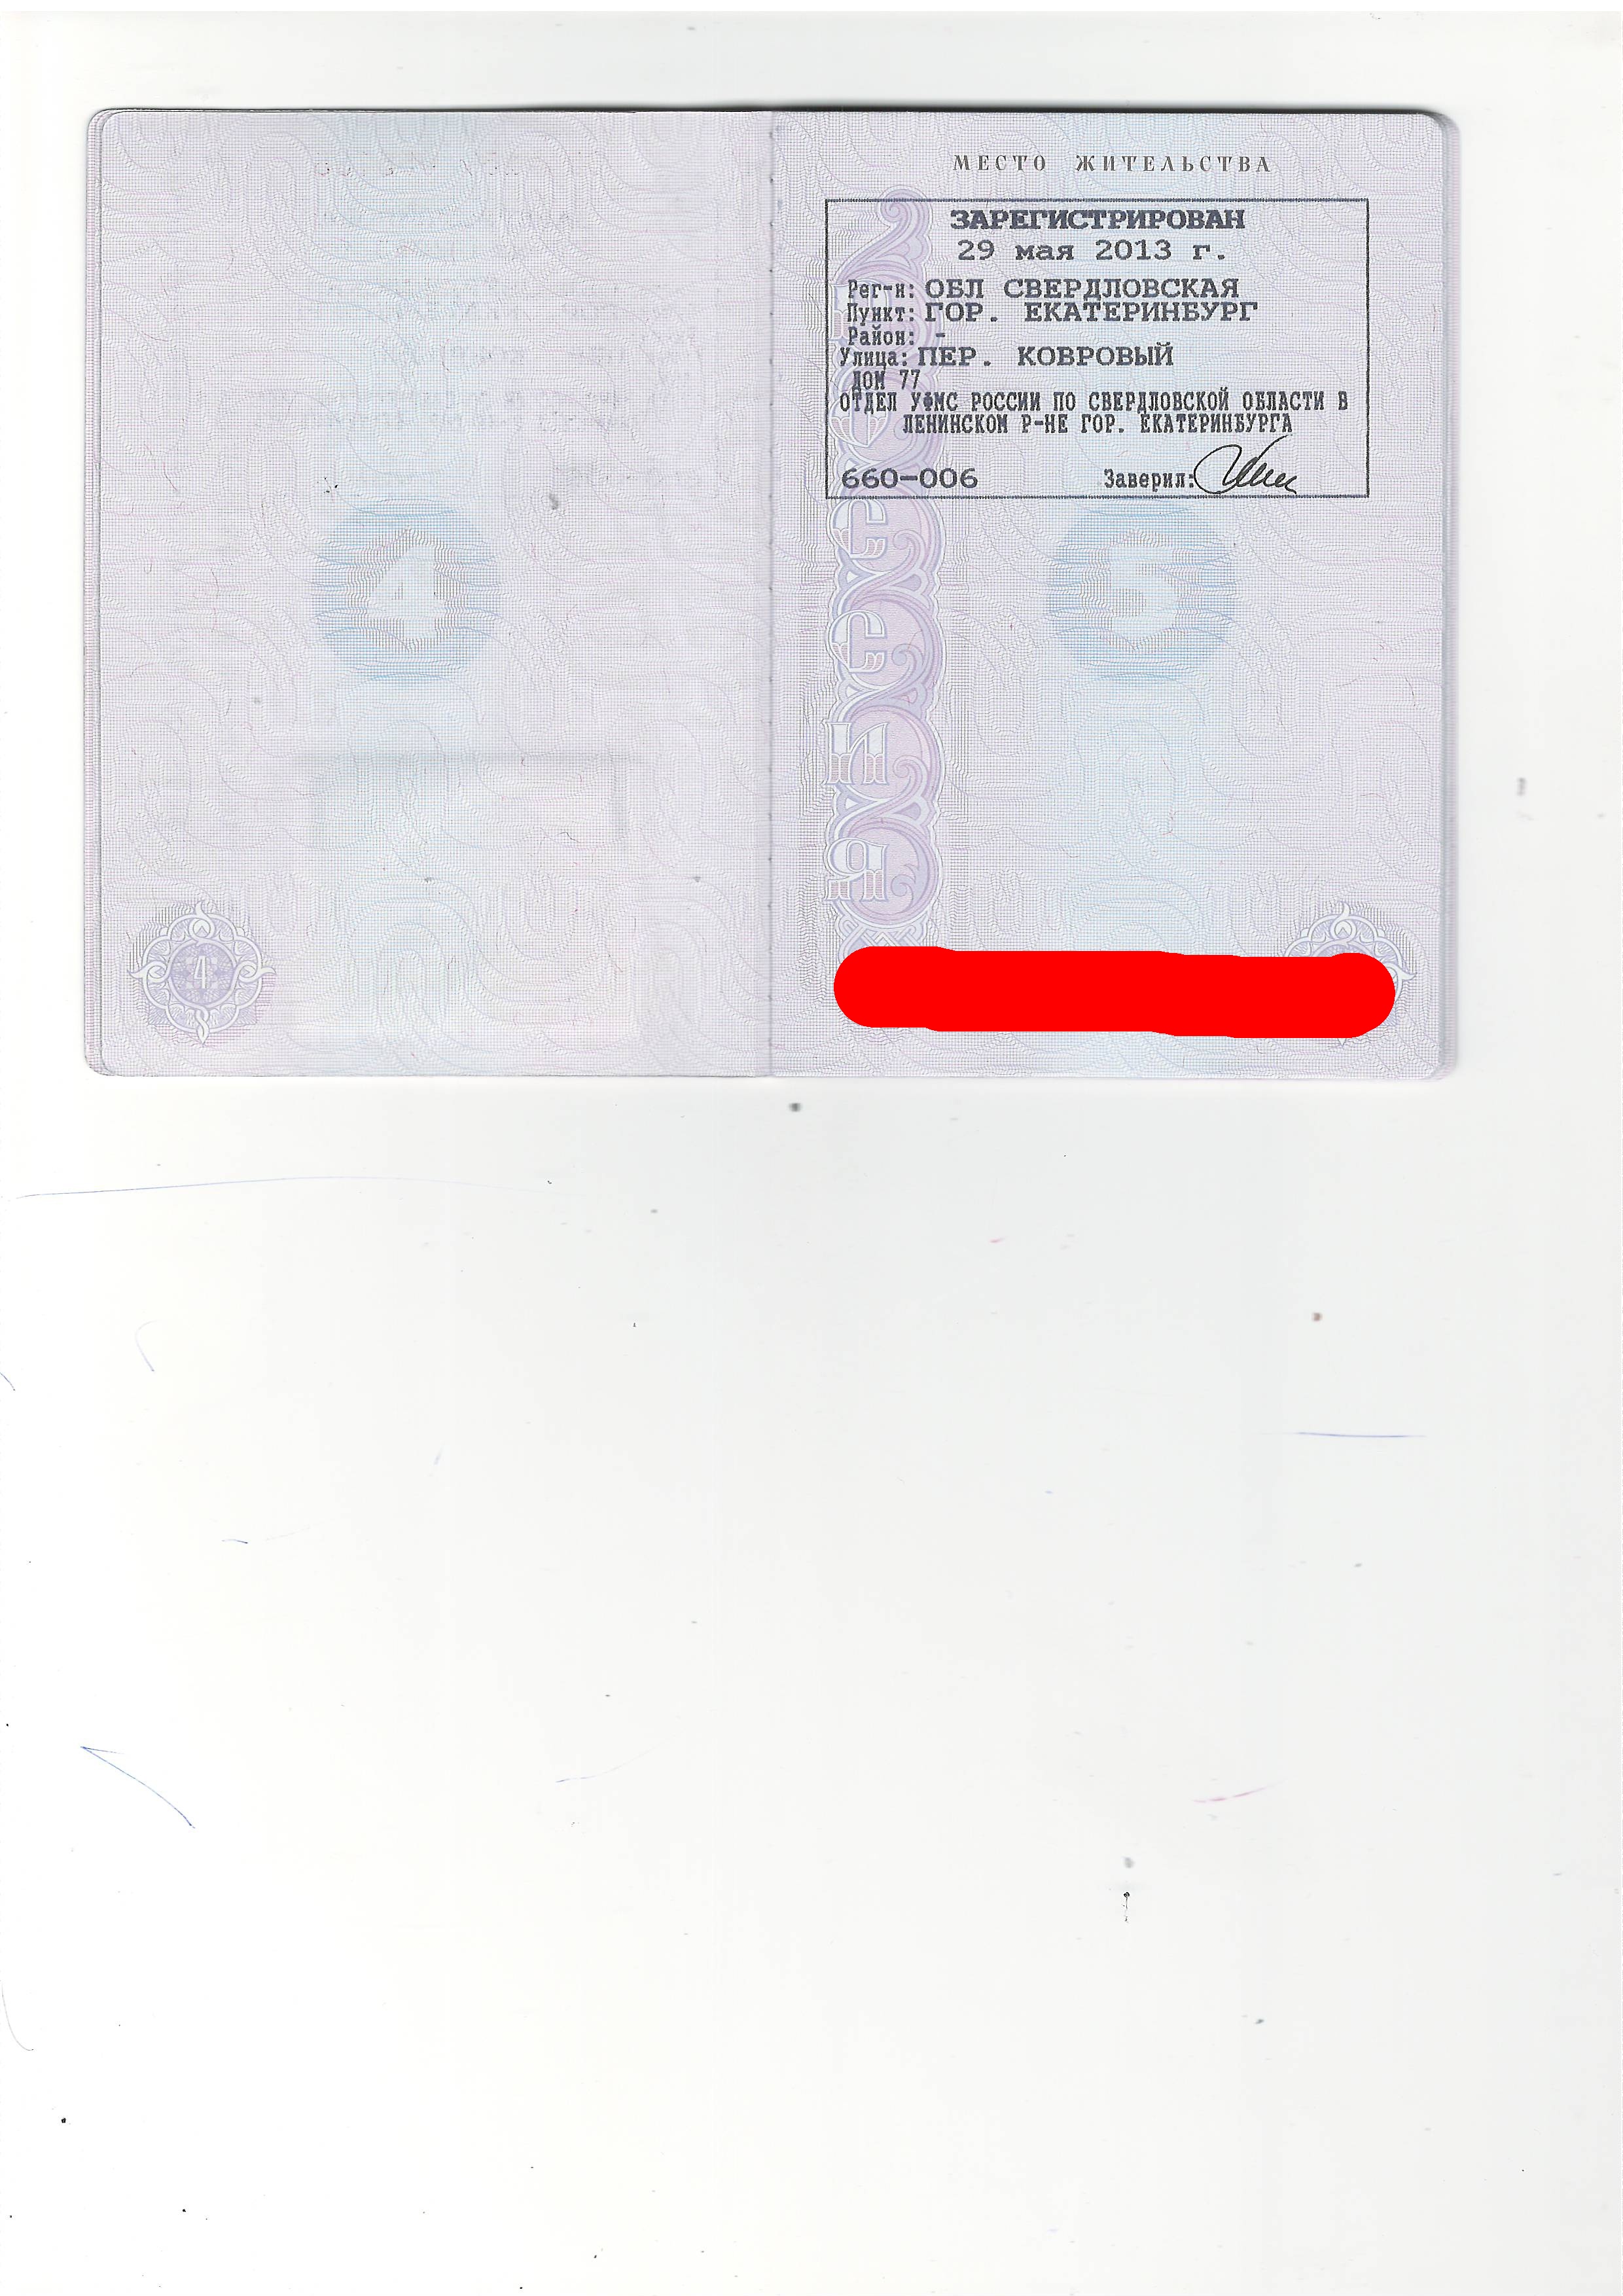 МЕСТО ЖИТЕЛЬСТВА
ЗАРЕГИСТРИРОВАН
29 мая 2013 г.
Рег-н: ОБЛ СВЕРДЛОВСКАЯ
Пункт: ГОР. ЕКАТЕРИНБУРГ
Район: -
Улица: ПЕР. КОВРОВЫЙ
ДОМ 77
ОТДЕЛ УФМС РОССИИ ПО СВЕРДЛОВСКОЙ ОБЛАСТИ В
ЛЕНИНСКОМ Р-НЕ ГОР. ЕКАТЕРИНБУРГА
660-006 Заверил:
РОССИЯ
4
5
4